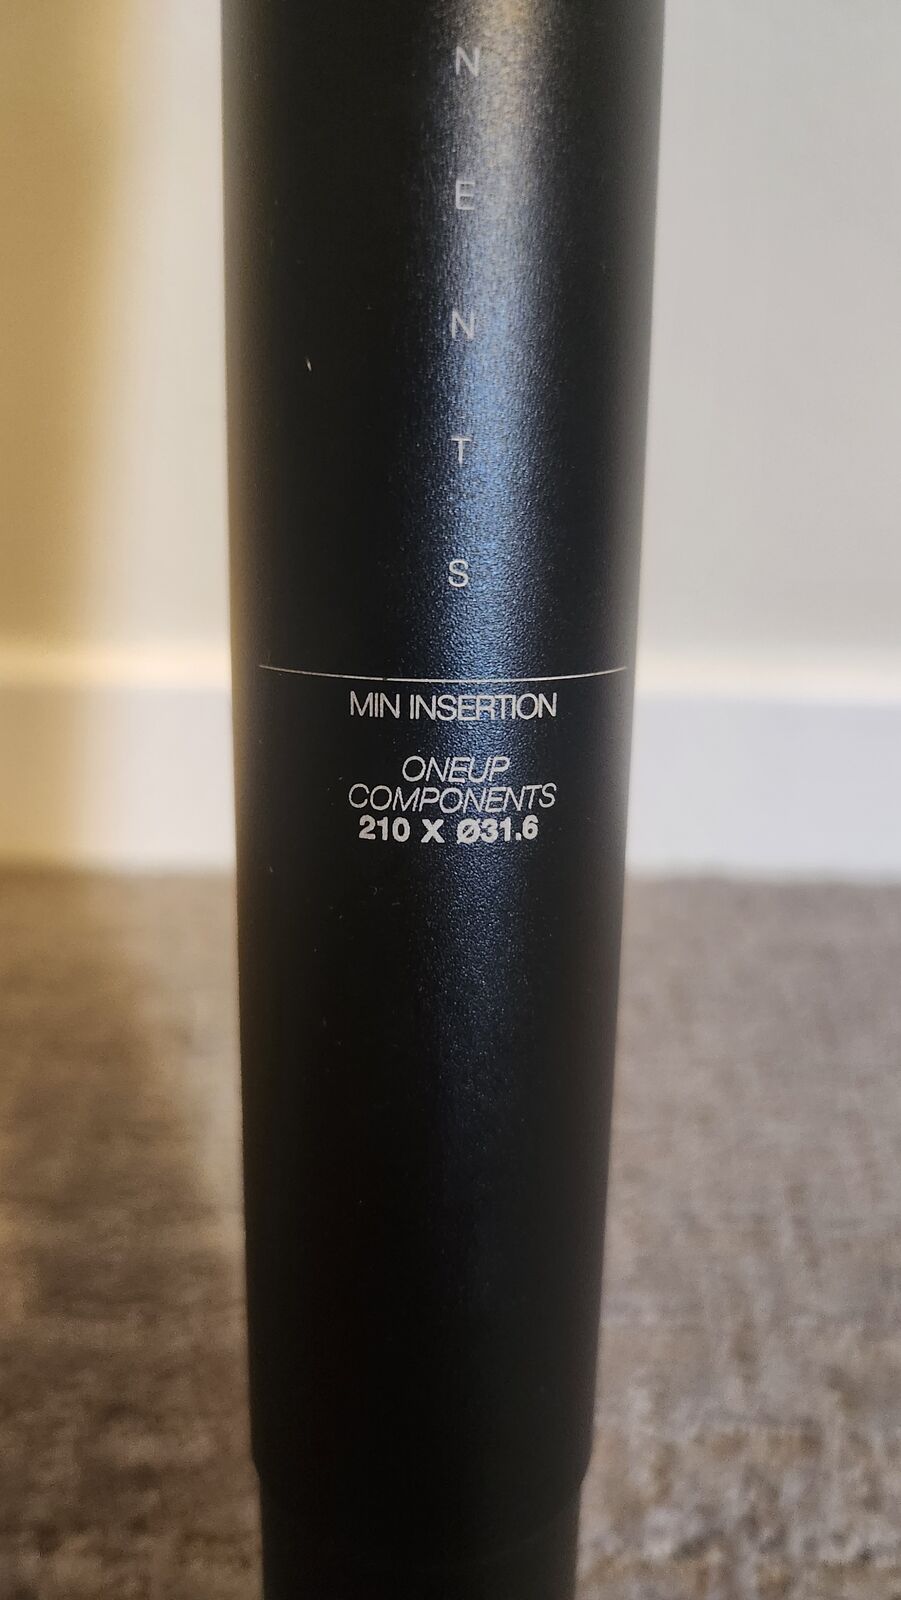 N
E
N
T
S
MIN INSERTION
ONEUP
COMPONENTS
210 X Ø31.6